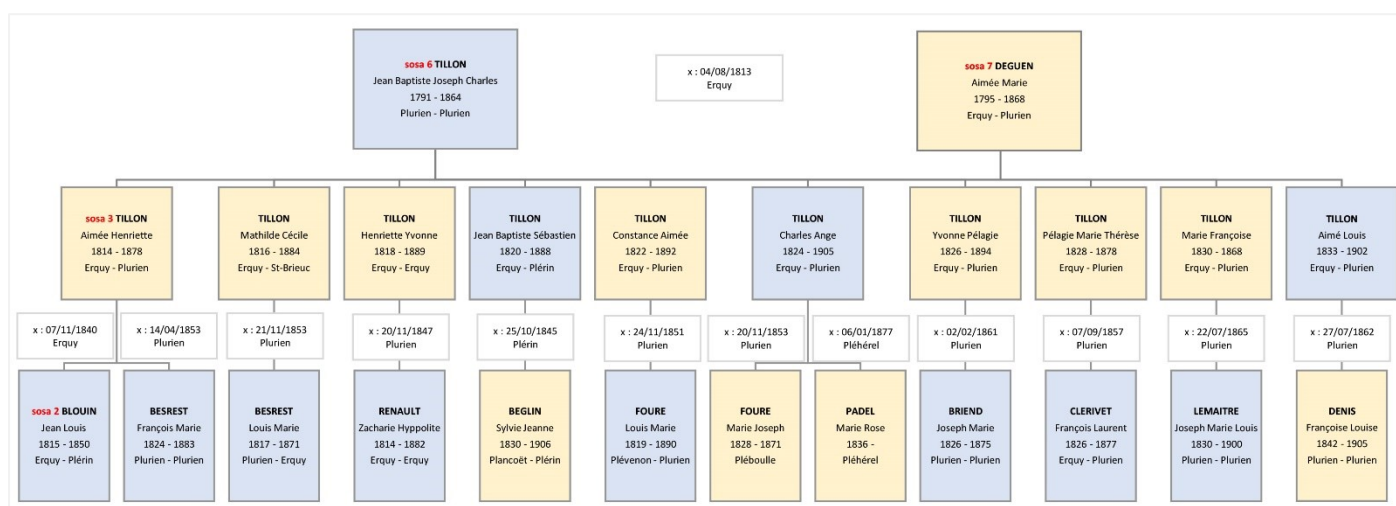 sosa 6 TILLON
Jean Baptiste Joseph Charles
1791 - 1864
Plurien - Plurien
x : 04/08/1813
Erquy
sosa 7 DEGUEN
Aimée Marie
1795 - 1868
Erquy - Plurien
sosa 3 TILLON
Aimée Henriette
1814 - 1878
Erquy - Plurien
TILLON
Mathilde Cécile
1816 - 1884
Erquy - St-Brieuc
TILLON
Henriette Yvonne
1818 - 1889
Erquy - Erquy
TILLON
Jean Baptiste Sébastien
1820 - 1888
Erquy - Plérin
TILLON
Constance Aimée
1822 - 1892
Erquy - Plurien
TILLON
Charles Ange
1824 - 1905
Erquy - Plurien
TILLON
Yvonne Pélagie
1826 - 1894
Erquy - Plurien
TILLON
Pélagie Marie Thérèse
1828 - 1878
Erquy - Plurien
TILLON
Marie Françoise
1830 - 1868
Erquy - Plurien
TILLON
Aimé Louis
1833 - 1902
Erquy - Plurien
x : 07/11/1840
Erquy
x : 14/04/1853
Plurien
x : 21/11/1853
Plurien
x : 20/11/1847
Plurien
x : 25/10/1845
Plérin
x : 24/11/1851
Plurien
x : 20/11/1853
Plurien
x : 06/01/1877
Pléhérel
x : 02/02/1861
Plurien
x : 07/09/1857
Plurien
x : 22/07/1865
Plurien
x : 27/07/1862
Plurien
sosa 2 BLOUIN
Jean Louis
1815 - 1850
Erquy - Plérin
BESREST
François Marie
1824 - 1883
Plurien - Plurien
BESREST
Louis Marie
1817 - 1871
Plurien - Erquy
RENAULT
Zacharie Hyppolite
1814 - 1882
Erquy - Erquy
BEGLIN
Sylvie Jeanne
1830 - 1906
Plancoët - Plérin
FOURE
Louis Marie
1819 - 1890
Plévenon - Plurien
FOURE
Marie Joseph
1828 - 1871
Pléboulle
PADEL
Marie Rose
1836 -
Pléhérel
BRIEND
Joseph Marie
1826 - 1875
Plurien - Plurien
CLERIVET
François Laurent
1826 - 1877
Erquy - Plurien
LEMAITRE
Joseph Marie Louis
1830 - 1900
Plurien - Plurien
DENIS
Françoise Louise
1842 - 1905
Plurien - Plurien